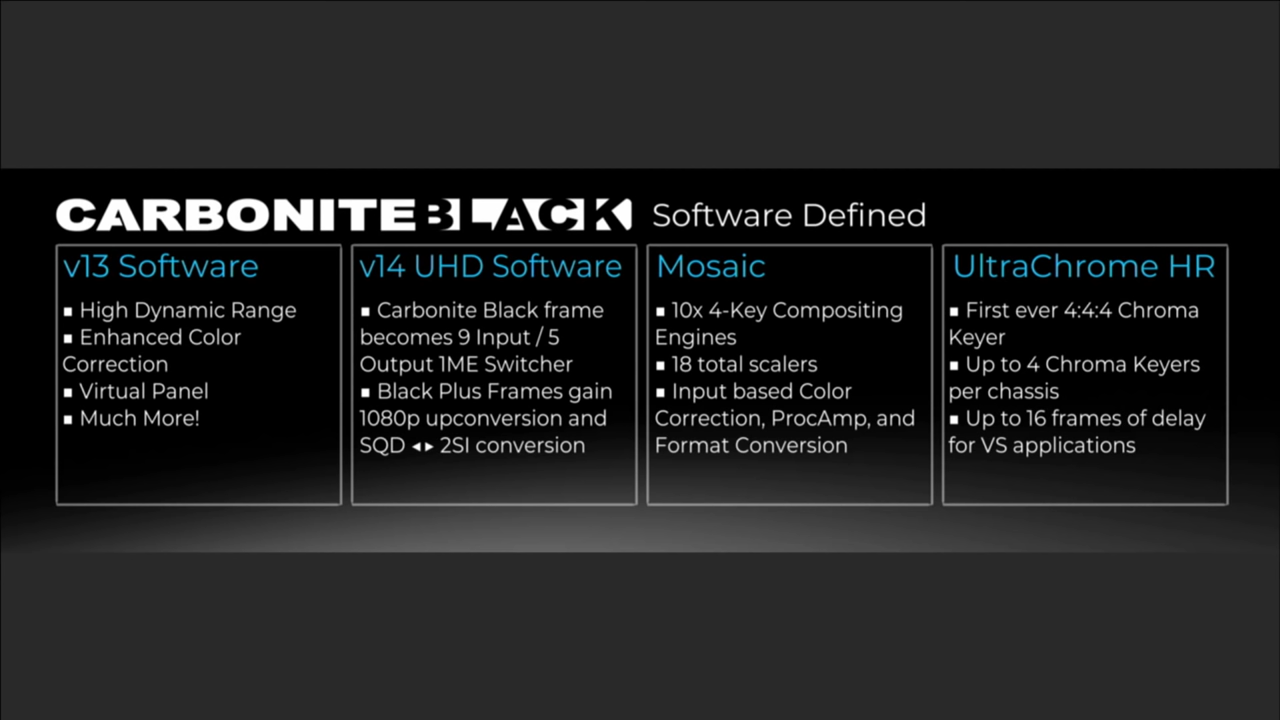 CARBONITE BLACK Software Defined
v13 Software
▪ High Dynamic Range
▪ Enhanced Color
Correction
▪ Virtual Panel
▪ Much More!
v14 UHD Software
▪ Carbonite Black frame
becomes 9 Input / 5
Output 1ME Switcher
▪ Black Plus Frames gain
1080p upconversion and
SQD ◂▸ 2SI conversion
Mosaic
▪ 10x 4-Key Compositing
Engines
▪ 18 total scalers
▪ Input based Color
Correction, ProcAmp, and
Format Conversion
UltraChrome HR
▪ First ever 4:4:4 Chroma
Keyer
▪ Up to 4 Chroma Keyers
per chassis
▪ Up to 16 frames of delay
for VS applications